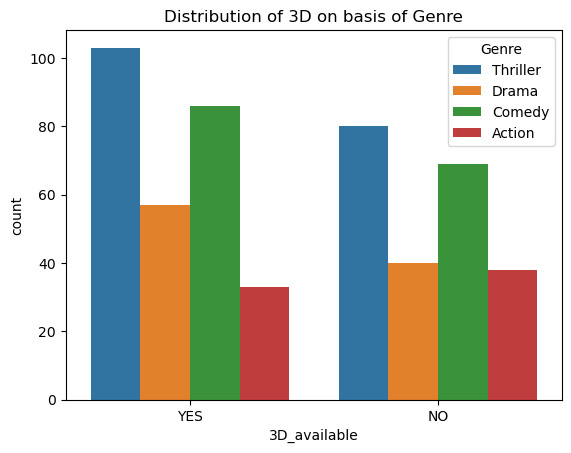 Distribution of 3D on basis of Genre
Genre
Thriller
Drama
Comedy
Action
count
100
80
60
40
20
0
YES
NO
3D_available